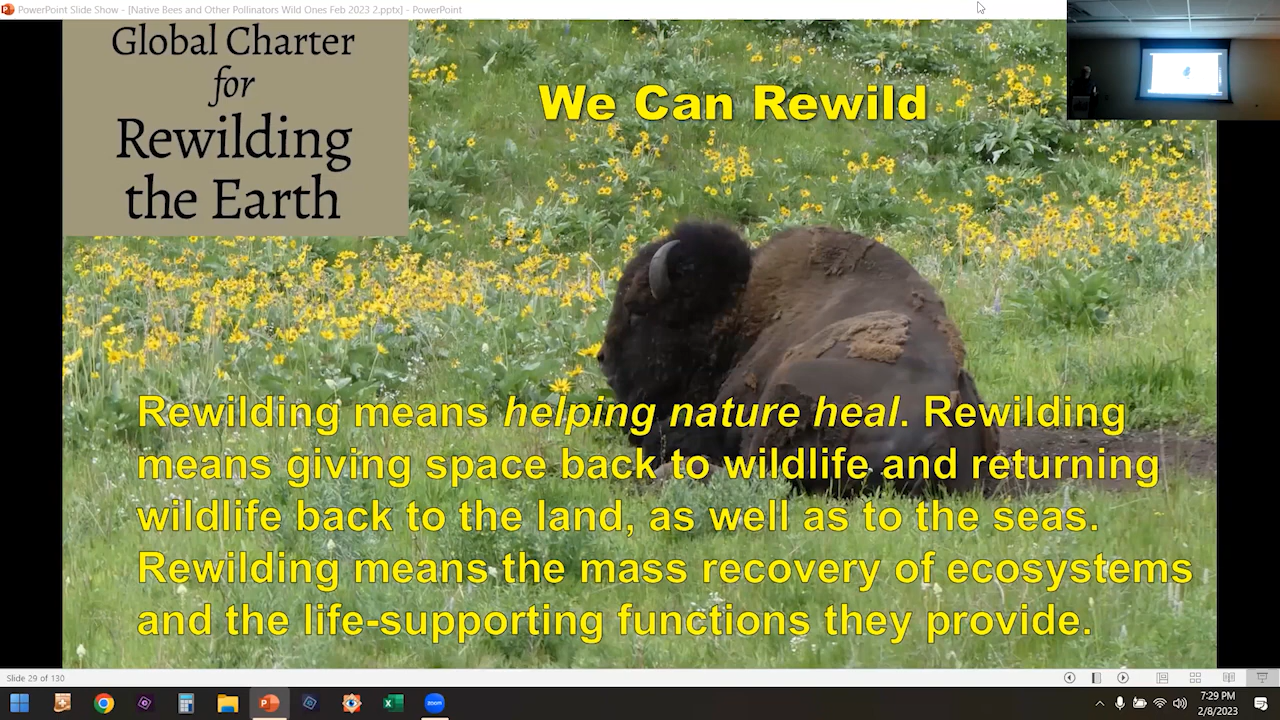 PowerPoint Slide Show - [Native Bees and Other Pollinators Wild Ones Feb 2023 2.pptx] - PowerPoint
Global Charter
for
Rewilding
the Earth
We Can Rewild
Rewilding means helping nature heal. Rewilding
means giving space back to wildlife and returning
wildlife back to the land, as well as to the seas.
Rewilding means the mass recovery of ecosystems
and the life-supporting functions they provide.
Slide 29 of 130
zoom
7:29 PM
2/8/2023